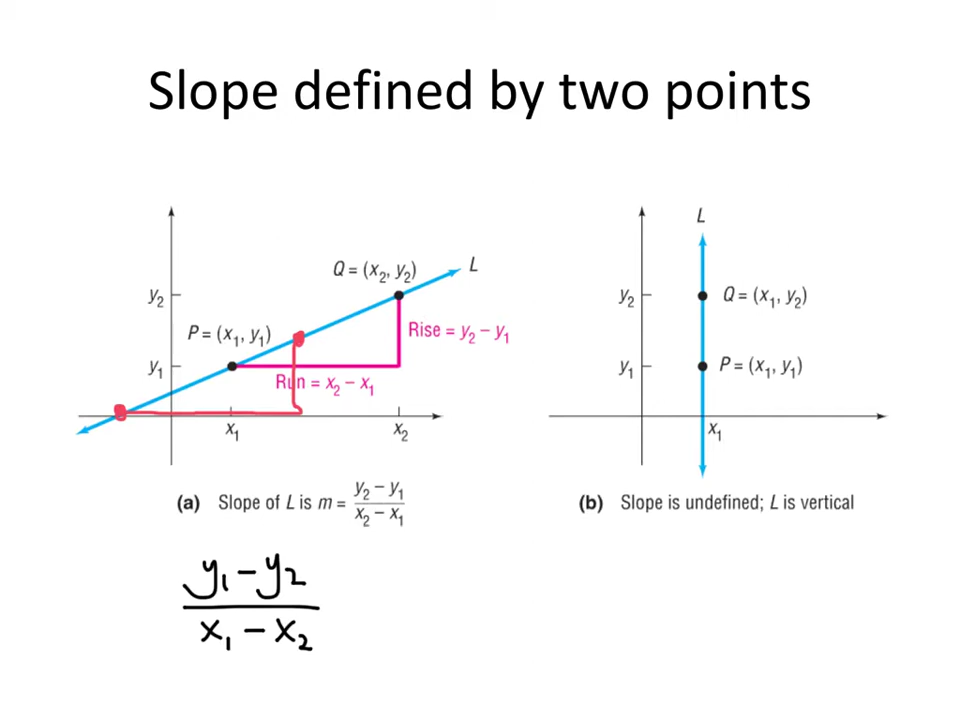 Slope defined by two points
L
Q = (x₂, y₂)
y₂
P = (x₁, y₁)
Rise = y₂ − y₁
y₁
Run = x₂ − x₁
x₁
x₂
(a) Slope of L is m = y₂ − y₁ / x₂ − x₁
y₁ − y₂
x₁ − x₂
L
y₂
Q = (x₁, y₂)
y₁
P = (x₁, y₁)
x₁
(b) Slope is undefined; L is vertical